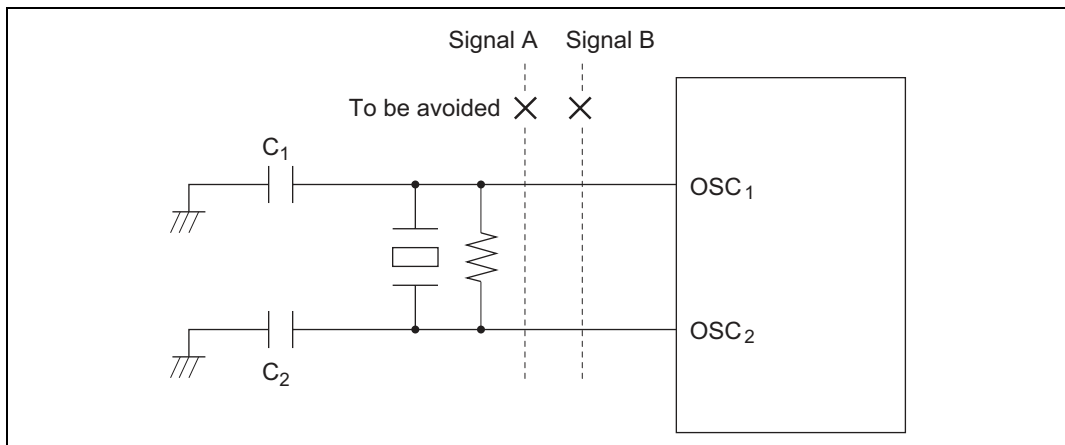 Signal A Signal B
To be avoided
C1
OSC1
OSC2
C2